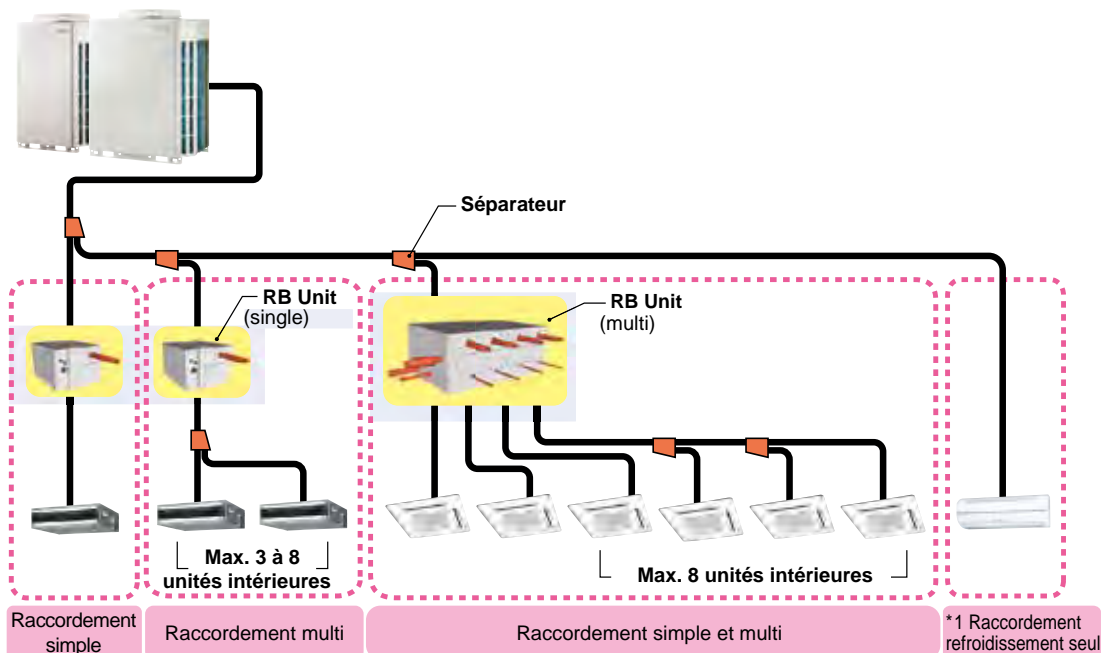 Séparateur
RB Unit
(single)
RB Unit
(multi)
Max. 3 à 8
unités intérieures
Max. 8 unités intérieures
Raccordement
simple
Raccordement multi
Raccordement simple et multi
*1 Raccordement
refroidissement seul